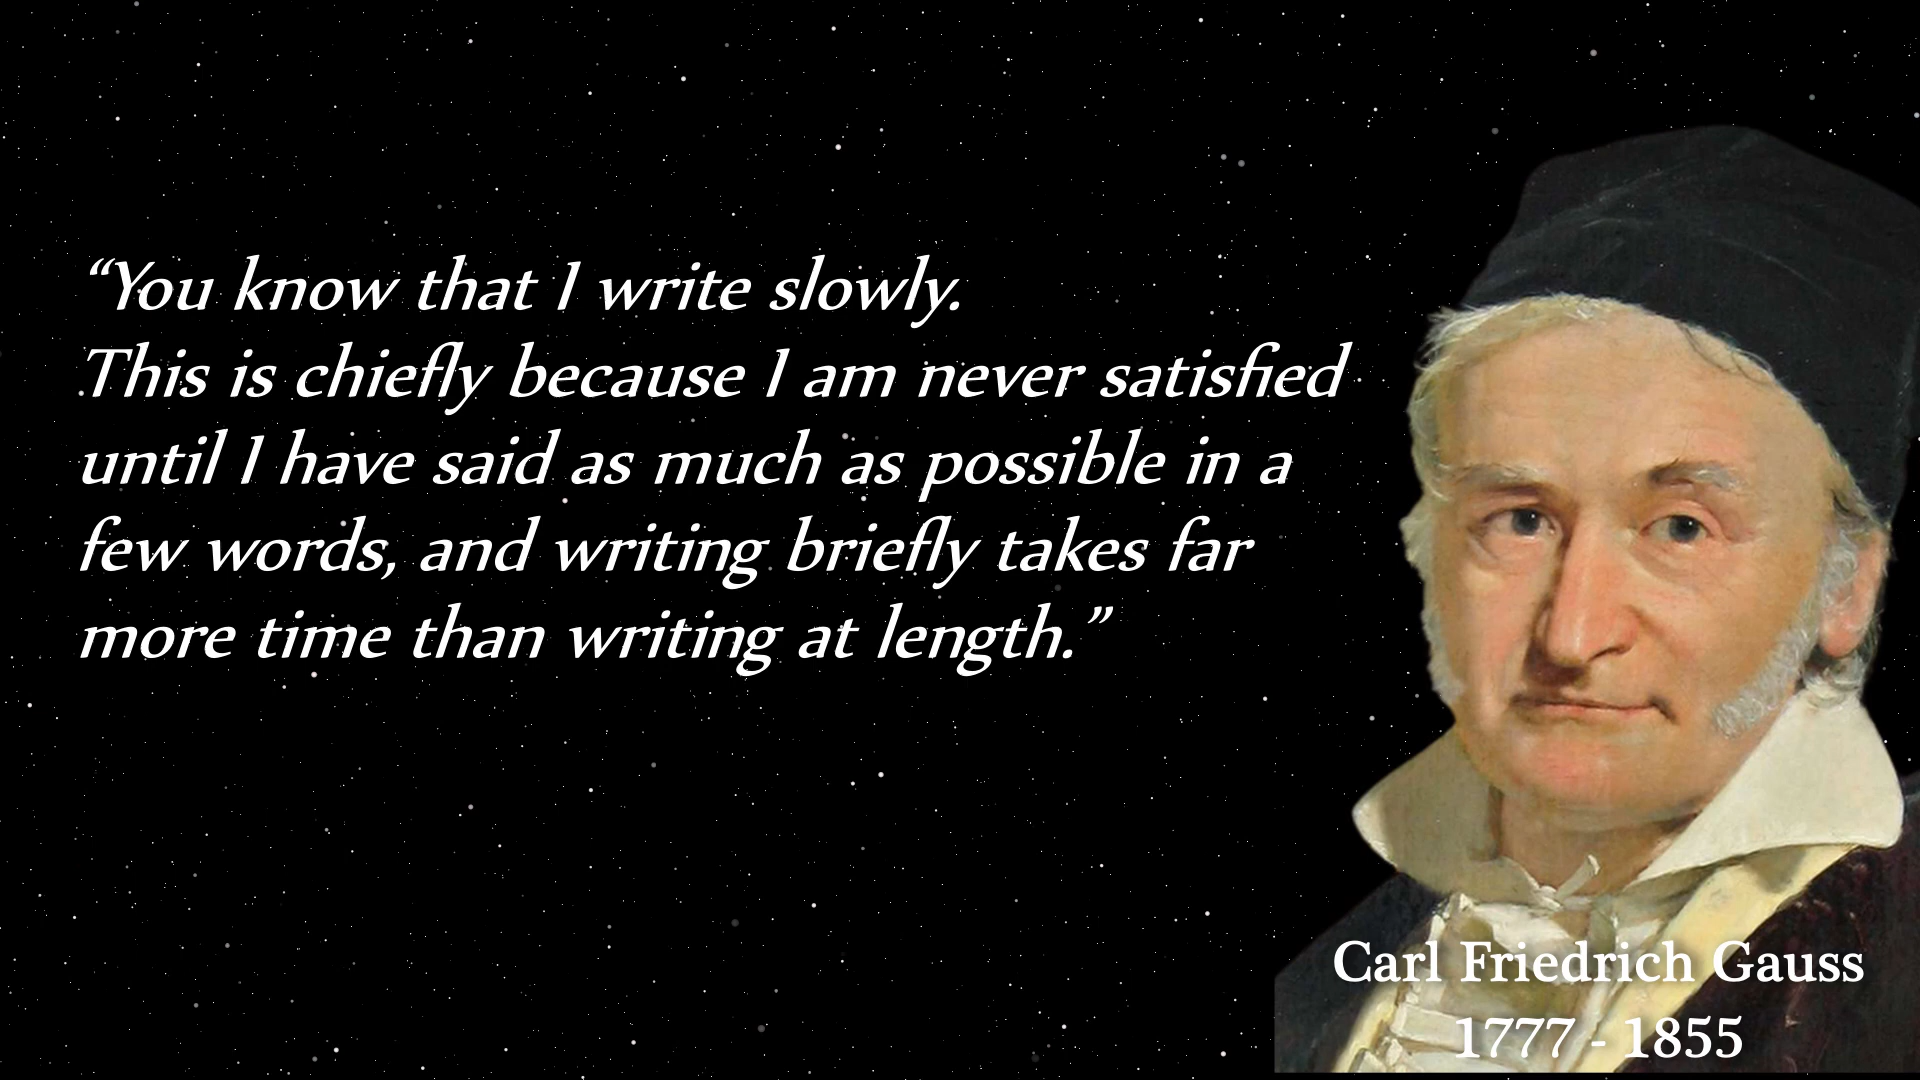 “You know that I write slowly.
This is chiefly because I am never satisfied
until I have said as much as possible in a
few words, and writing briefly takes far
more time than writing at length.”
Carl Friedrich Gauss
1777 - 1855